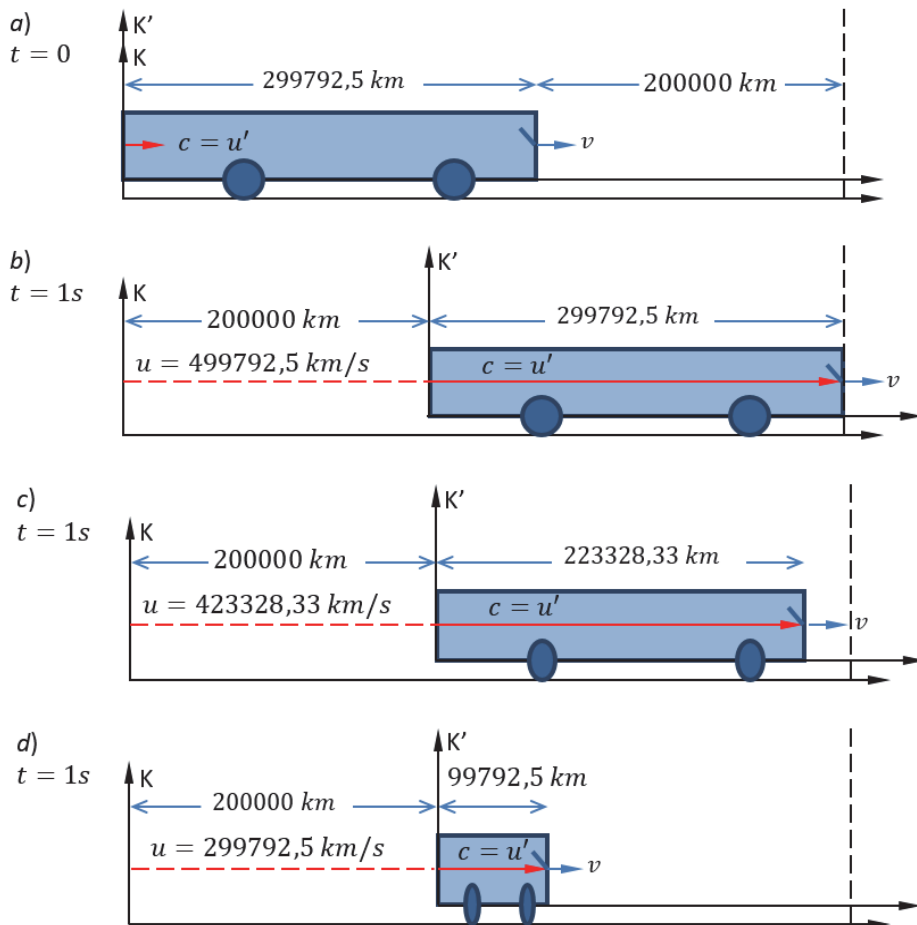 a)
K'
t = 0
K
299792,5 km
200000 km
c = u'
v
b)
K'
t = 1s
K
200000 km
299792,5 km
u = 499792,5 km/s
c = u'
v
c)
K'
t = 1s
K
200000 km
223328,33 km
u = 423328,33 km/s
c = u'
v
d)
K'
t = 1s
K
99792,5 km
200000 km
u = 299792,5 km/s
c = u'
v